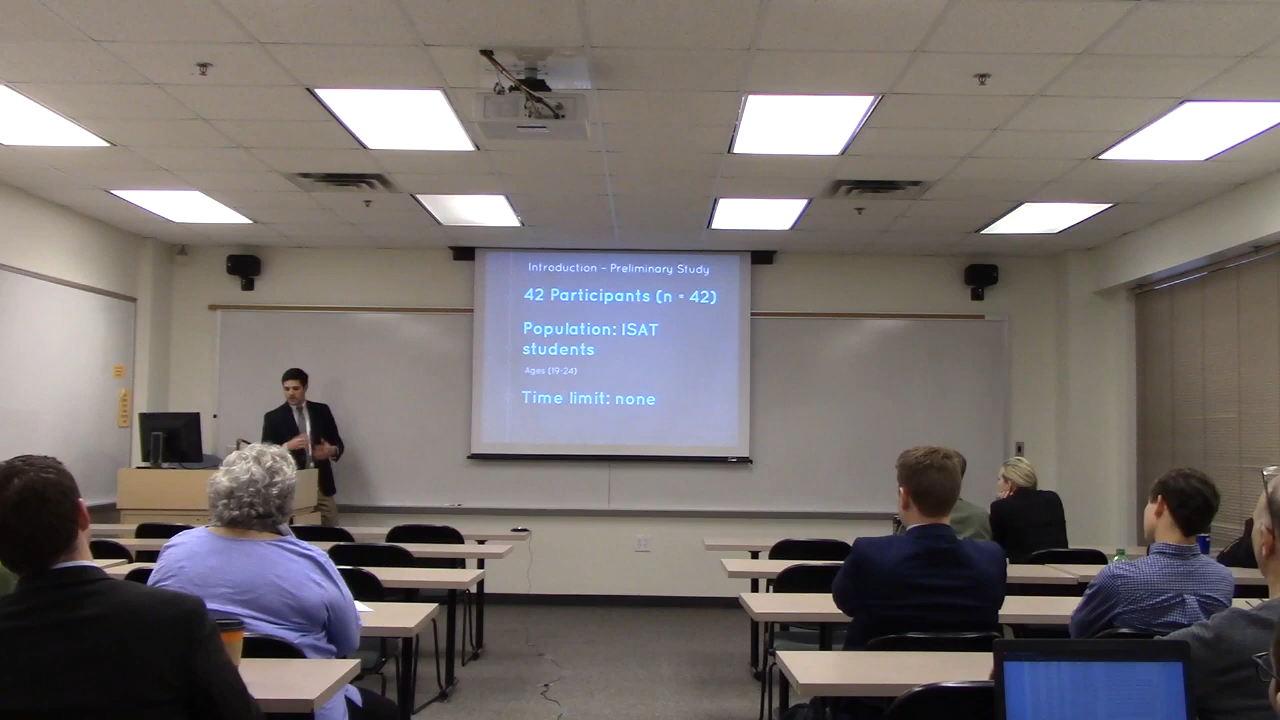 Introduction - Preliminary Study
42 Participants (n = 42)
Population: ISAT
students
Ages (19-24)
Time limit: none